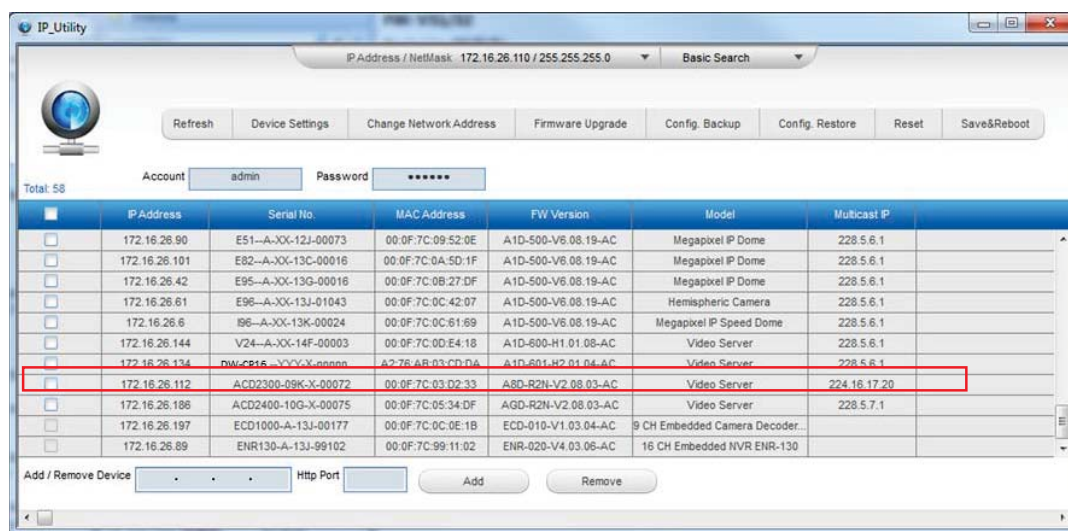 IP_Utility
IP Address / NetMask 172.16.26.110 / 255.255.255.0 Basic Search
Refresh Device Settings Change Network Address Firmware Upgrade Config. Backup Config. Restore Reset Save&Reboot
Account admin Password ••••••
Total: 58
IP Address Serial No. MAC Address FW Version Model Multicast IP
172.16.26.90 E51--A-XX-12J-00073 00:0F:7C:09:52:0E A1D-500-V6.08.19-AC Megapixel IP Dome 228.5.6.1
172.16.26.101 E82--A-XX-13C-00016 00:0F:7C:0A:5D:1F A1D-500-V6.08.19-AC Megapixel IP Dome 228.5.6.1
172.16.26.42 E95--A-XX-13G-00016 00:0F:7C:0B:27:DF A1D-500-V6.08.19-AC Megapixel IP Dome 228.5.6.1
172.16.26.61 E96--A-XX-13J-01043 00:0F:7C:0C:42:07 A1D-500-V6.08.19-AC Hemispheric Camera 228.5.6.1
172.16.26.6 I96--A-XX-13K-00024 00:0F:7C:0C:61:69 A1D-500-V6.08.19-AC Megapixel IP Speed Dome 228.5.6.1
172.16.26.144 V24--A-XX-14F-00003 00:0F:7C:0D:E4:18 A1D-600-H1.01.08-AC Video Server 228.5.6.1
172.16.26.134 DW-CP16 --YYY-X-nnnnn A2:76:AB:03:CD:DA A1D-601-H2.01.04-AC Video Server 228.5.6.1
172.16.26.112 ACD2300-09K-X-00072 00:0F:7C:03:D2:33 A8D-R2N-V2.08.03-AC Video Server 224.16.17.20
172.16.26.186 ACD2400-10G-X-00075 00:0F:7C:05:34:DF AGD-R2N-V2.08.03-AC Video Server 228.5.7.1
172.16.26.197 ECD1000-A-13J-00177 00:0F:7C:0C:0E:1B ECD-010-V1.03.04-AC 9 CH Embedded Camera Decoder...
172.16.26.89 ENR130-A-13J-99102 00:0F:7C:99:11:02 ENR-020-V4.03.06-AC 16 CH Embedded NVR ENR-130
Add / Remove Device . . . Http Port Add Remove